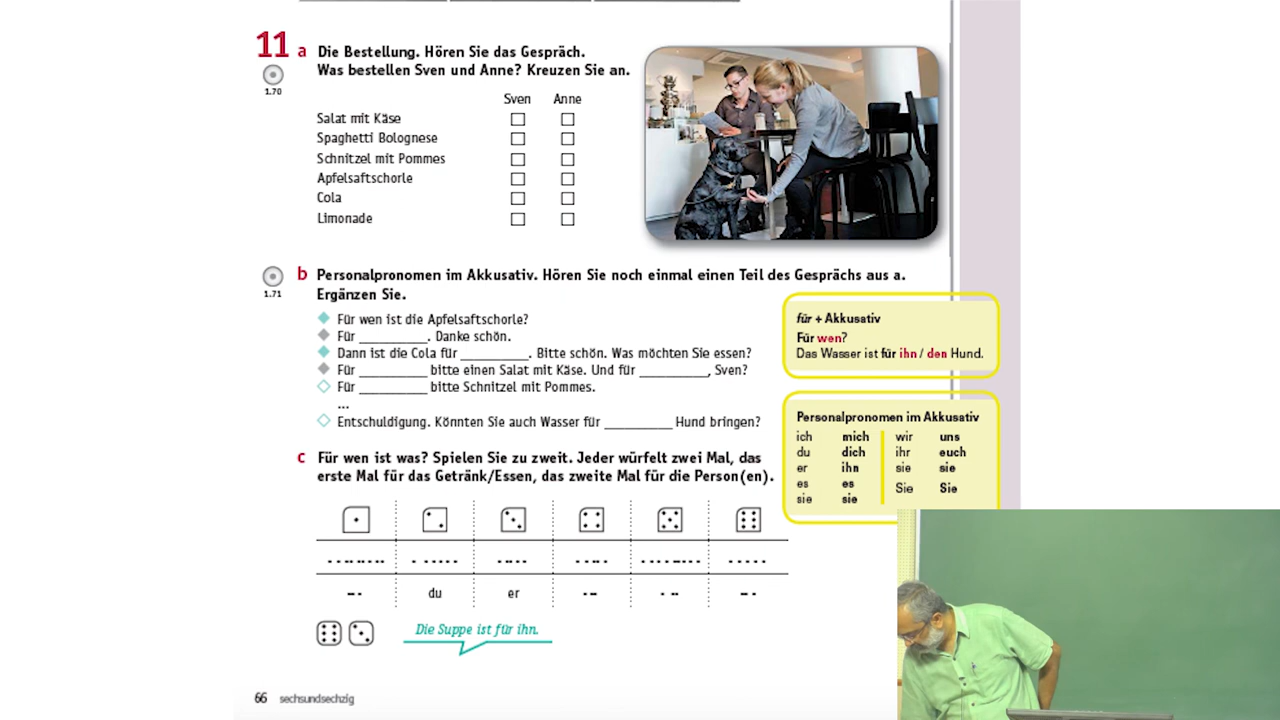 11 a Die Bestellung. Hören Sie das Gespräch.
Was bestellen Sven und Anne? Kreuzen Sie an.
1.70
Sven Anne
Salat mit Käse
Spaghetti Bolognese
Schnitzel mit Pommes
Apfelsaftschorle
Cola
Limonade
b Personalpronomen im Akkusativ. Hören Sie noch einmal einen Teil des Gesprächs aus a.
1.71
Ergänzen Sie.
Für wen ist die Apfelsaftschorle?
Für __________. Danke schön.
Dann ist die Cola für __________. Bitte schön. Was möchten Sie essen?
Für __________ bitte einen Salat mit Käse. Und für __________, Sven?
Für __________ bitte Schnitzel mit Pommes.
...
Entschuldigung. Könnten Sie auch Wasser für __________ Hund bringen?
für + Akkusativ
Für wen?
Das Wasser ist für ihn / den Hund.
Personalpronomen im Akkusativ
ich mich wir uns
du dich ihr euch
er ihn sie sie
es es Sie Sie
sie sie
c Für wen ist was? Spielen Sie zu zweit. Jeder würfelt zwei Mal, das
erste Mal für das Getränk/Essen, das zweite Mal für die Person(en).
du er
Die Suppe ist für ihn.
66 sechsundsechzig